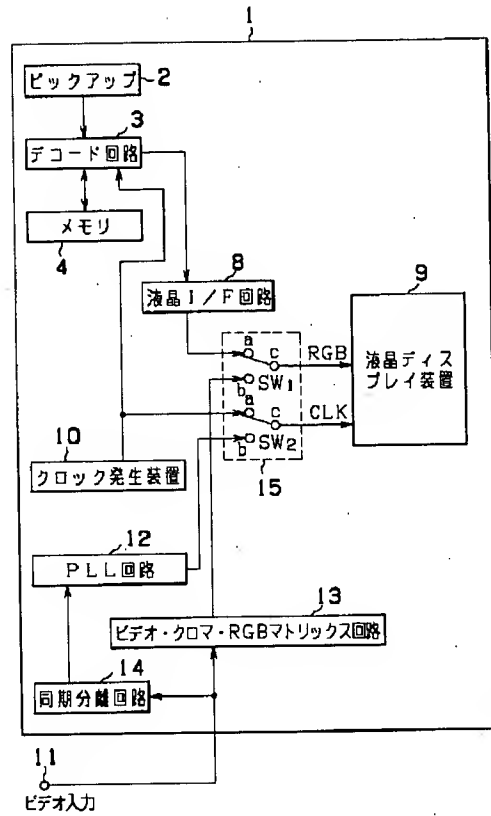 1
ピックアップ
2
3
デコード回路
メモリ
4
8
液晶I/F回路
9
液晶ディス
プレイ装置
a
c
RGB
b
SW1
a
c
CLK
b
SW2
15
10
クロック発生装置
12
PLL回路
13
ビデオ・クロマ・RGBマトリックス回路
14
同期分離回路
11
ビデオ入力